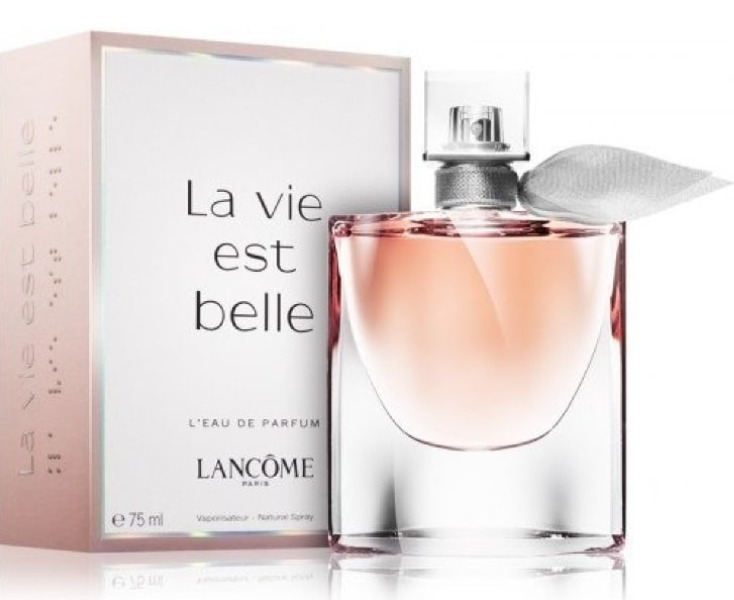 La vie est belle
La vie
est
belle
L'EAU DE PARFUM
LANCÔME
PARIS
e 75 ml
Vaporisateur - Natural Spray